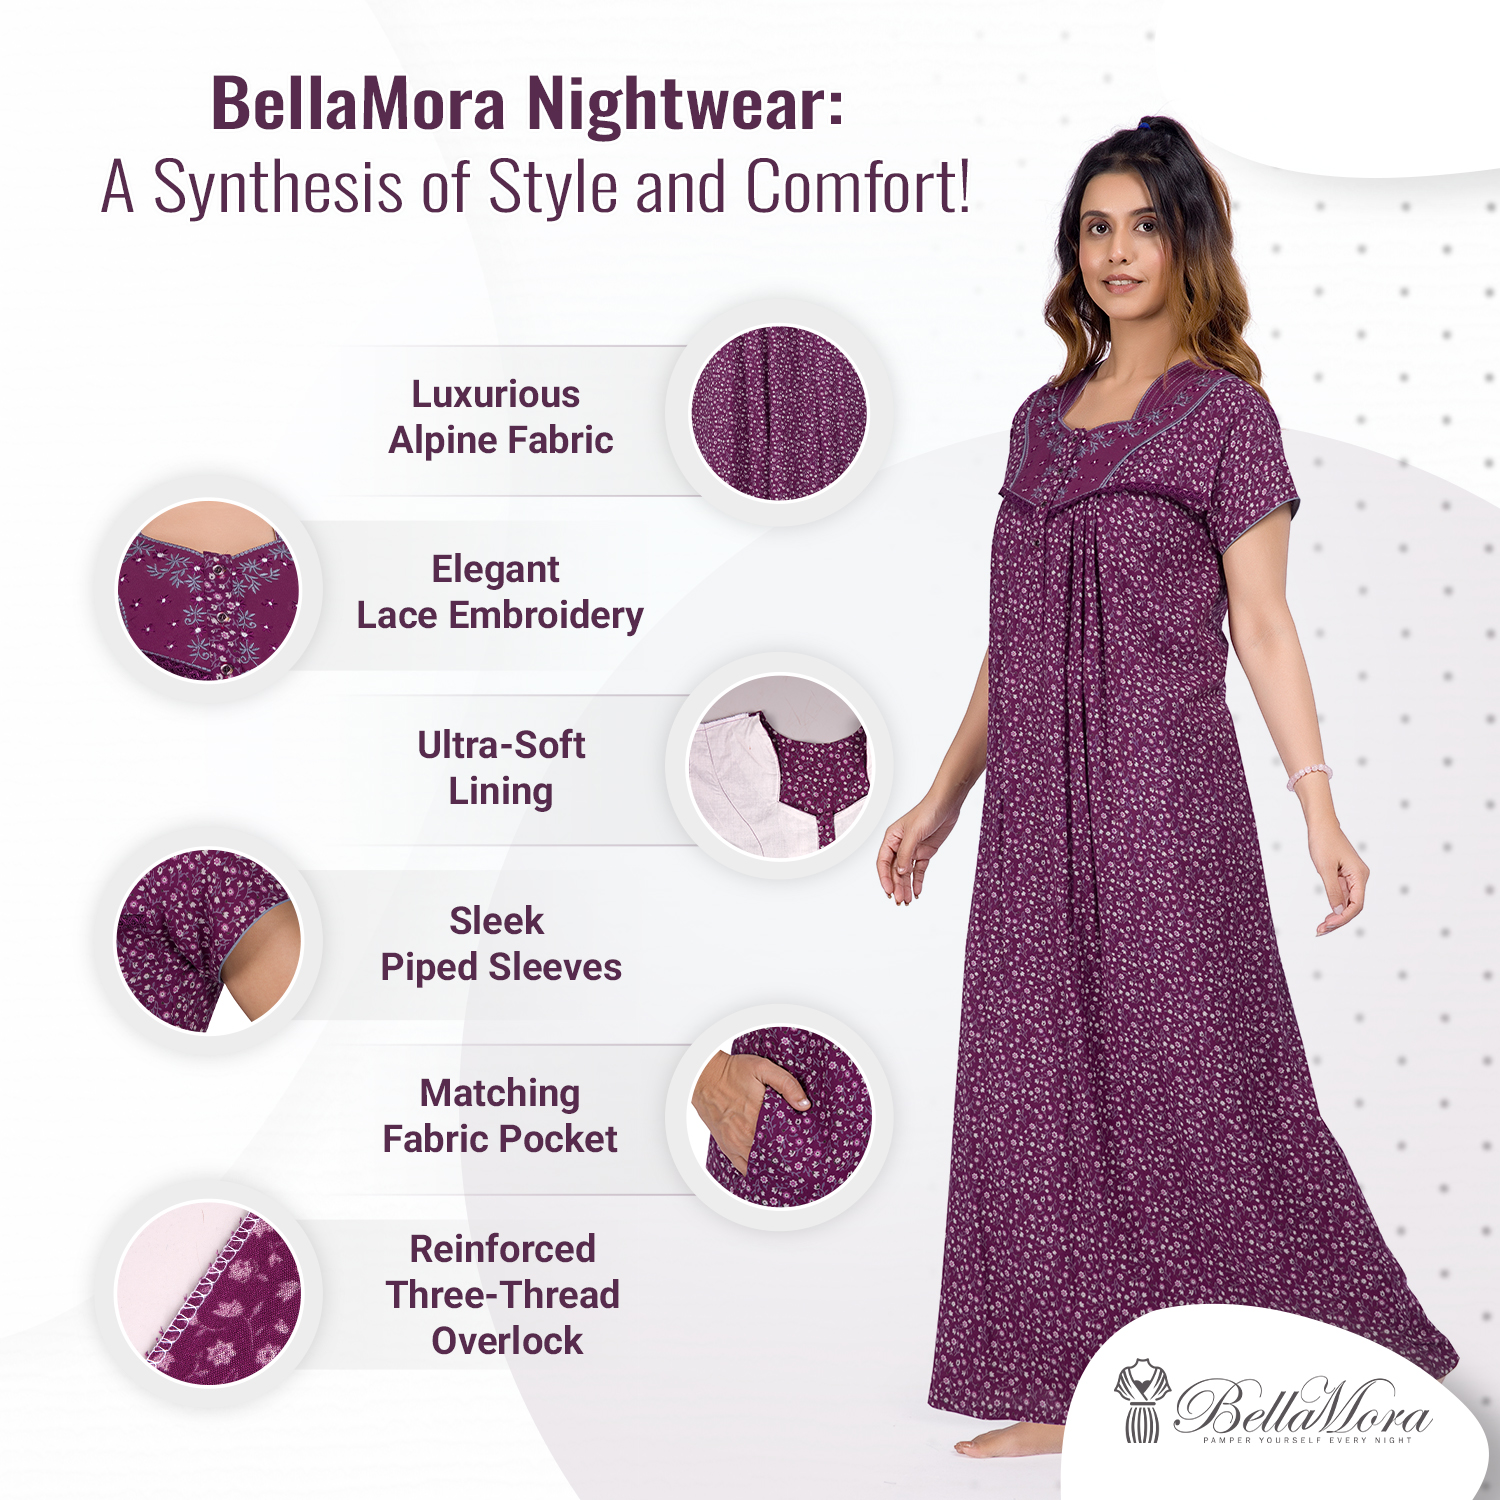 BellaMora Nightwear:
A Synthesis of Style and Comfort!
Luxurious
Alpine Fabric
Elegant
Lace Embroidery
Ultra-Soft
Lining
Sleek
Piped Sleeves
Matching
Fabric Pocket
Reinforced
Three-Thread
Overlock
BellaMora
PAMPER YOURSELF EVERY NIGHT